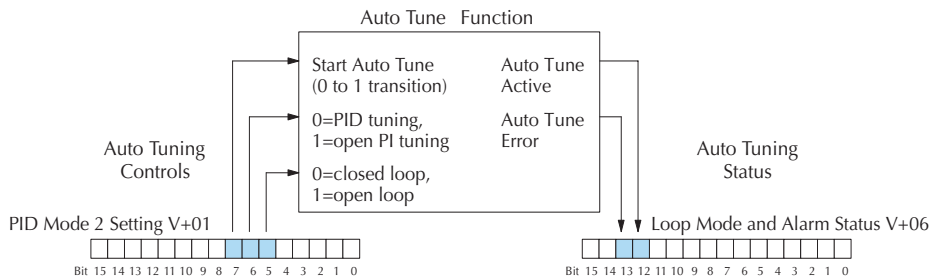 Auto Tune Function
Start Auto Tune
(0 to 1 transition)
Auto Tune
Active
0=PID tuning,
1=open PI tuning
Auto Tune
Error
0=closed loop,
1=open loop
Auto Tuning
Controls
Auto Tuning
Status
PID Mode 2 Setting V+01
Loop Mode and Alarm Status V+06
Bit 15 14 13 12 11 10 9 8 7 6 5 4 3 2 1 0
Bit 15 14 13 12 11 10 9 8 7 6 5 4 3 2 1 0